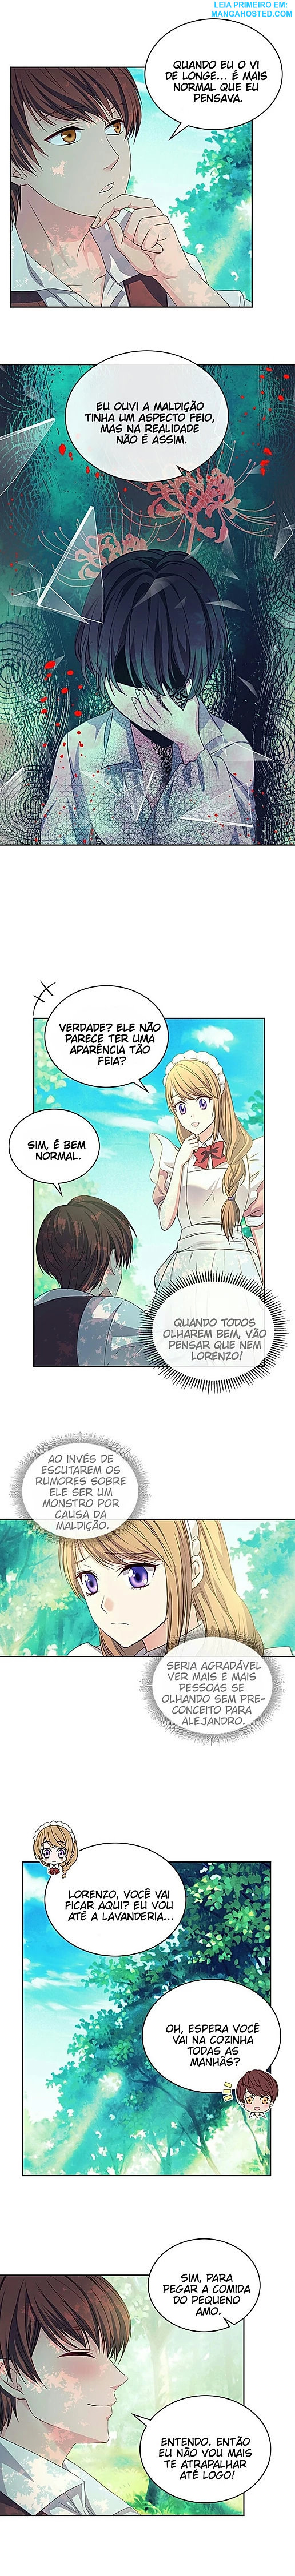 LEIA PRIMEIRO EM:
MANGAHOSTED.COM
QUANDO EU O VI
DE LONGE... É MAIS
NORMAL QUE EU
PENSAVA.
EU OUVI A MALDIÇÃO
TINHA UM ASPECTO FEIO,
MAS NA REALIDADE
NÃO É ASSIM.
VERDADE? ELE NÃO
PARECE TER UMA
APARÊNCIA TÃO
FEIA?
SIM, É BEM
NORMAL.
QUANDO TODOS
OLHAREM BEM, VÃO
PENSAR QUE NEM
LORENZO!
AO INVÉS DE
ESCUTAREM OS
RUMORES SOBRE
ELE SER UM
MONSTRO POR
CAUSA DA
MALDIÇÃO.
SERIA AGRADÁVEL
VER MAIS E MAIS
PESSOAS SE
OLHANDO SEM PRE-
CONCEITO PARA
ALEJANDRO.
LORENZO, VOCÊ VAI
FICAR AQUI? EU VOU
ATÉ A LAVANDERIA...
OH, ESPERA VOCÊ
VAI NA COZINHA
TODAS AS
MANHÃS?
SIM, PARA
PEGAR A COMIDA
DO PEQUENO
AMO.
ENTENDO. ENTÃO
EU NÃO VOU MAIS
TE ATRAPALHAR
ATÉ LOGO!